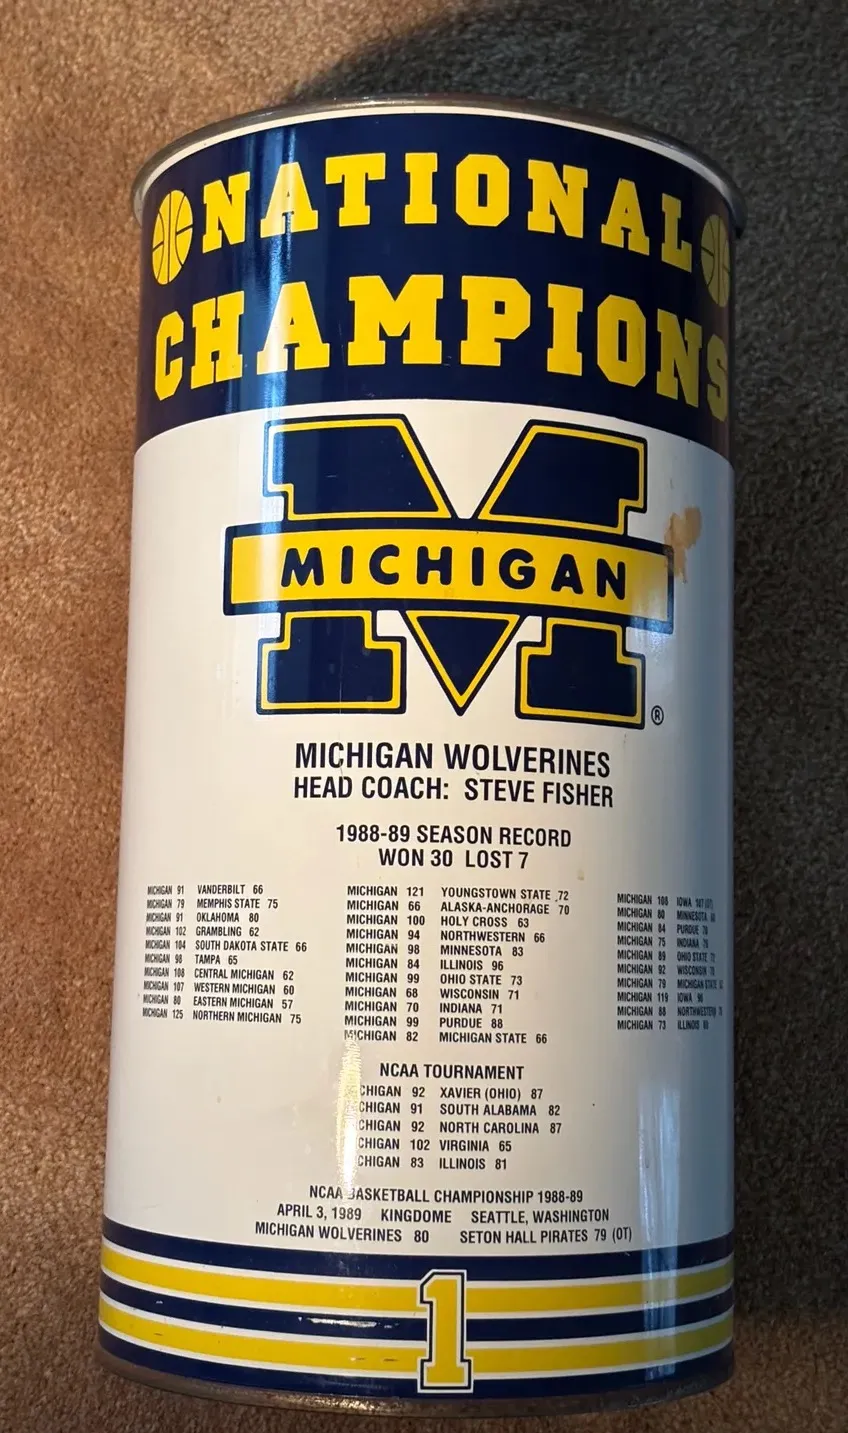 NATIONAL
CHAMPIONS
MICHIGAN
®
MICHIGAN WOLVERINES
HEAD COACH: STEVE FISHER
1988-89 SEASON RECORD
WON 30 LOST 7
MICHIGAN 91 VANDERBILT 66
MICHIGAN 79 MEMPHIS STATE 75
MICHIGAN 91 OKLAHOMA 80
MICHIGAN 102 GRAMBLING 62
MICHIGAN 104 SOUTH DAKOTA STATE 66
MICHIGAN 98 TAMPA 65
MICHIGAN 108 CENTRAL MICHIGAN 62
MICHIGAN 107 WESTERN MICHIGAN 60
MICHIGAN 80 EASTERN MICHIGAN 57
MICHIGAN 125 NORTHERN MICHIGAN 75
MICHIGAN 121 YOUNGSTOWN STATE 72
MICHIGAN 66 ALASKA-ANCHORAGE 70
MICHIGAN 100 HOLY CROSS 63
MICHIGAN 94 NORTHWESTERN 66
MICHIGAN 98 MINNESOTA 83
MICHIGAN 84 ILLINOIS 96
MICHIGAN 99 OHIO STATE 73
MICHIGAN 68 WISCONSIN 71
MICHIGAN 70 INDIANA 71
MICHIGAN 99 PURDUE 88
MICHIGAN 82 MICHIGAN STATE 66
MICHIGAN 108 IOWA 107 (OT)
MICHIGAN 80 MINNESOTA
MICHIGAN 84 PURDUE
MICHIGAN 75 INDIANA
MICHIGAN 89 OHIO STATE
MICHIGAN 92 WISCONSIN
MICHIGAN 79 MICHIGAN STATE
MICHIGAN 119 IOWA
MICHIGAN 88 NORTHWESTERN
MICHIGAN 73 ILLINOIS
NCAA TOURNAMENT
MICHIGAN 92 XAVIER (OHIO) 87
MICHIGAN 91 SOUTH ALABAMA 82
MICHIGAN 92 NORTH CAROLINA 87
MICHIGAN 102 VIRGINIA 65
MICHIGAN 83 ILLINOIS 81
NCAA BASKETBALL CHAMPIONSHIP 1988-89
APRIL 3, 1989 KINGDOME SEATTLE, WASHINGTON
MICHIGAN WOLVERINES 80 SETON HALL PIRATES 79 (OT)
1